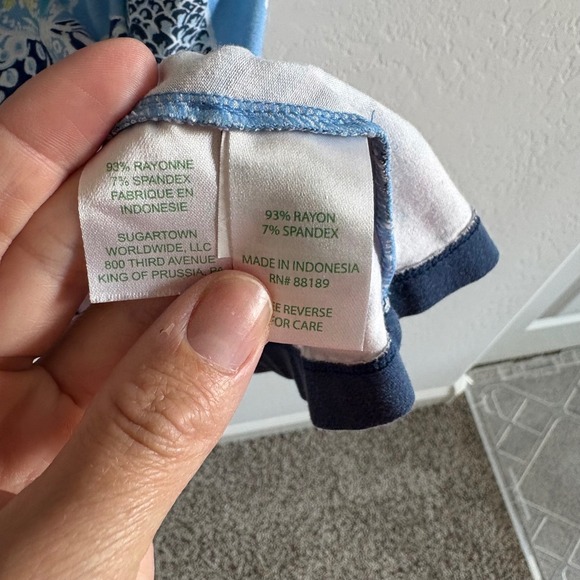 93% RAYONNE
7% SPANDEX
FABRIQUE EN
INDONESIE
SUGARTOWN
WORLDWIDE, LLC
800 THIRD AVENUE
KING OF PRUSSIA,
93% RAYON
7% SPANDEX
MADE IN INDONESIA
RN# 88189
REVERSE
FOR CARE